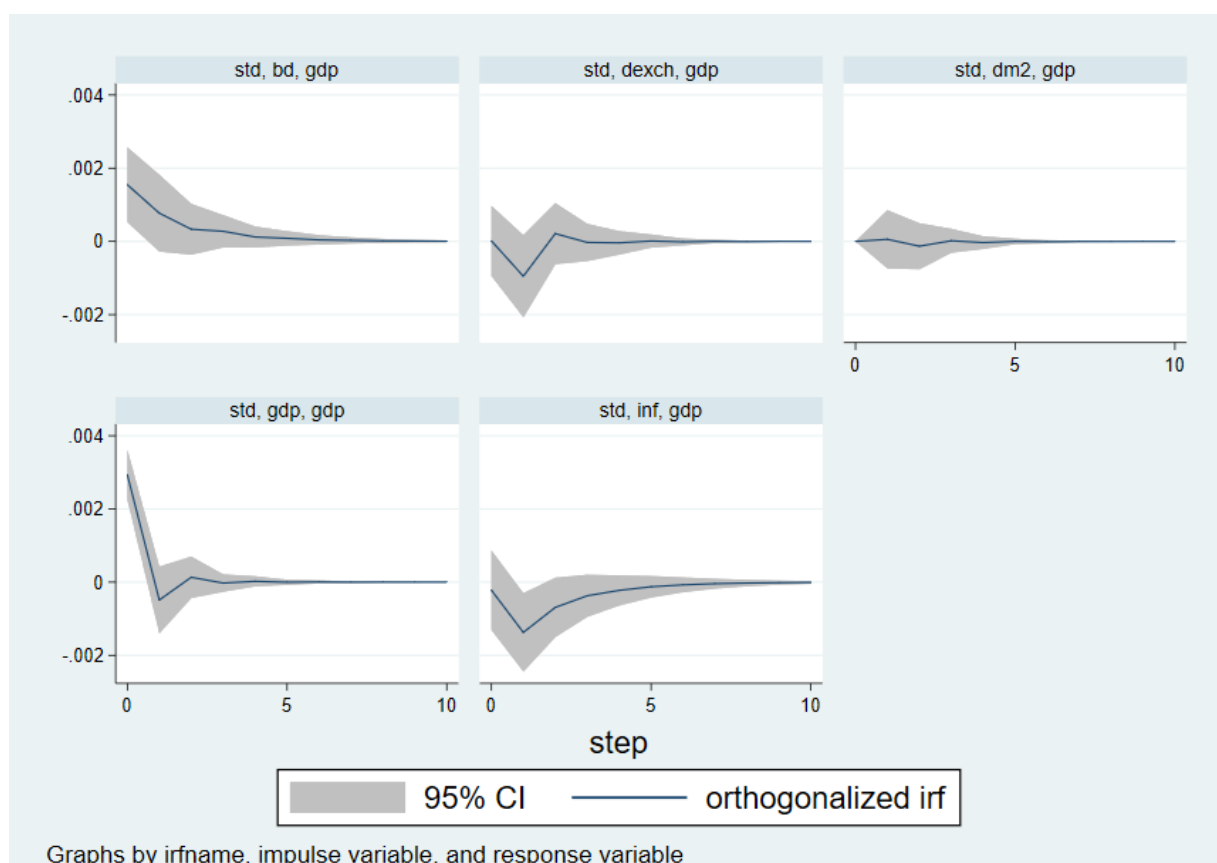 std, bd, gdp
std, dexch, gdp
std, dm2, gdp
.004
.002
0
-.002
0
5
10
std, gdp, gdp
std, inf, gdp
.004
.002
0
-.002
0
5
10
0
5
10
step
95% CI
orthogonalized irf
Graphs by irfname, impulse variable, and response variable